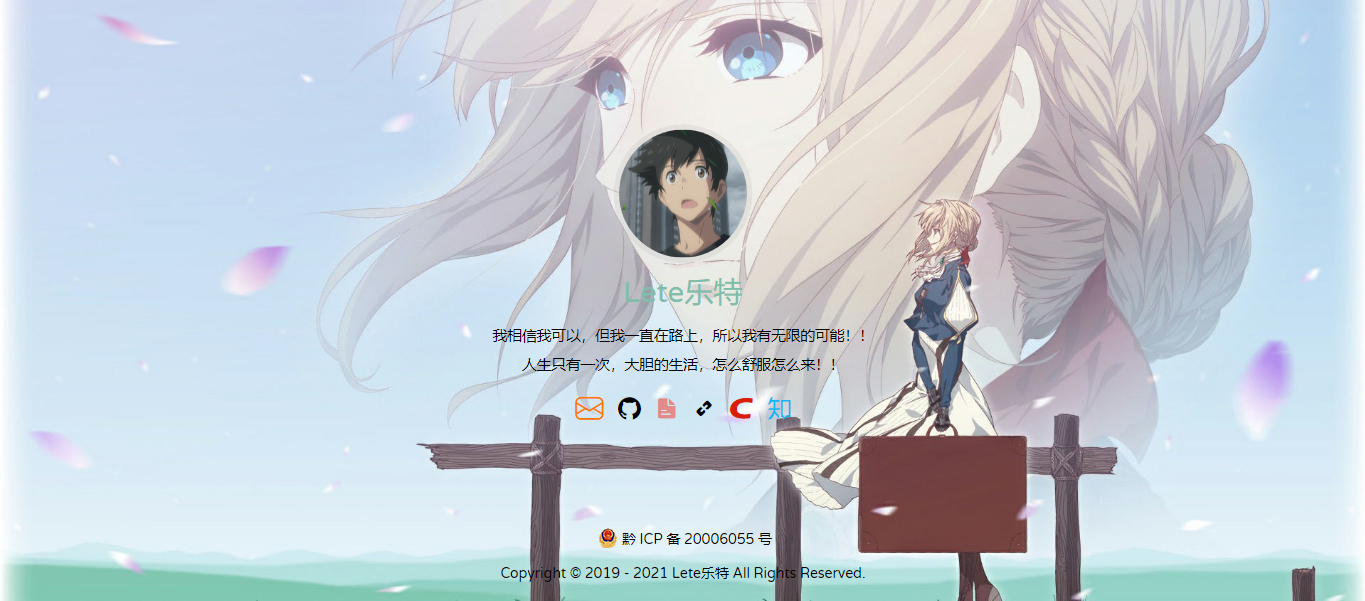 Lete乐特
我相信我可以，但我一直在路上，所以我有无限的可能！！
人生只有一次，大胆的生活，怎么舒服怎么来！！
C 知
黔 ICP 备 20006055 号
Copyright © 2019 - 2021 Lete乐特 All Rights Reserved.